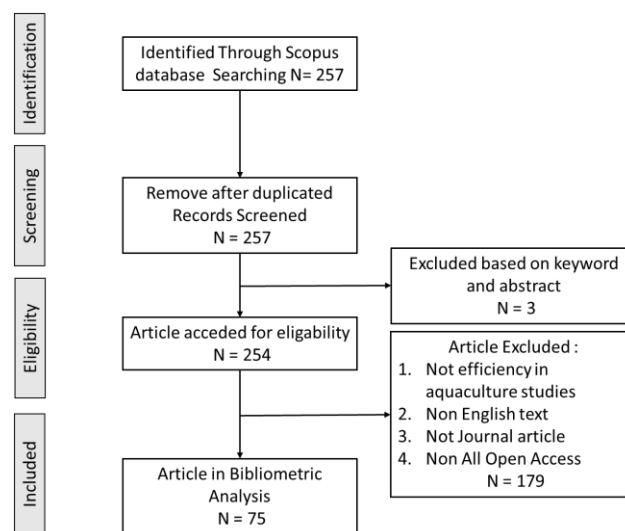 Identification
Identified Through Scopus
database Searching N= 257
Screening
Remove after duplicated
Records Screened
N = 257
Excluded based on keyword
and abstract
N = 3
Eligibility
Article acceded for eligability
N = 254
Article Excluded :
1. Not efficiency in
aquaculture studies
2. Non English text
3. Not Journal article
4. Non All Open Access
N = 179
Included
Article in Bibliometric
Analysis
N = 75